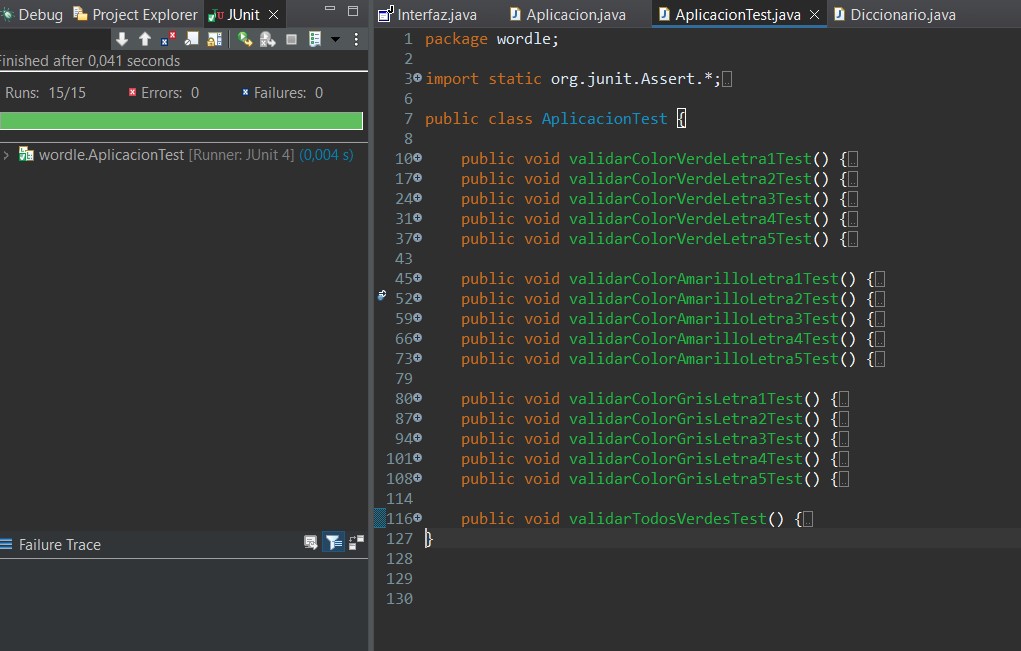 Debug Project Explorer JUnit
Finished after 0,041 seconds
Runs: 15/15 Errors: 0 Failures: 0
wordle.AplicacionTest [Runner: JUnit 4] (0,004 s)
Failure Trace
Interfaz.java Aplicacion.java AplicacionTest.java Diccionario.java
1 package wordle;
2
3 import static org.junit.Assert.*;
6
7 public class AplicacionTest {
8
10 public void validarColorVerdeLetra1Test() {
17 public void validarColorVerdeLetra2Test() {
24 public void validarColorVerdeLetra3Test() {
31 public void validarColorVerdeLetra4Test() {
37 public void validarColorVerdeLetra5Test() {
43
45 public void validarColorAmarilloLetra1Test() {
52 public void validarColorAmarilloLetra2Test() {
59 public void validarColorAmarilloLetra3Test() {
66 public void validarColorAmarilloLetra4Test() {
73 public void validarColorAmarilloLetra5Test() {
79
80 public void validarColorGrisLetra1Test() {
87 public void validarColorGrisLetra2Test() {
94 public void validarColorGrisLetra3Test() {
101 public void validarColorGrisLetra4Test() {
108 public void validarColorGrisLetra5Test() {
114
116 public void validarTodosVerdesTest() {
127 }
128
129
130